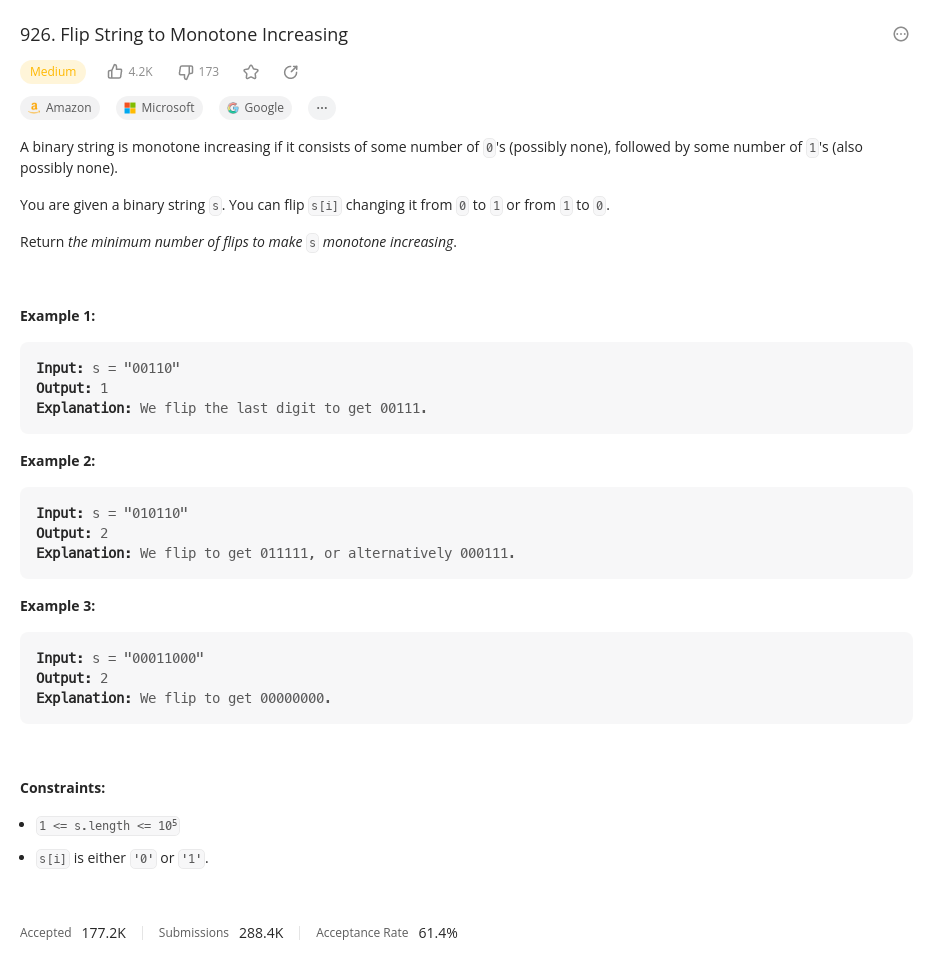 926. Flip String to Monotone Increasing
Medium 4.2K 173
Amazon Microsoft Google ···
A binary string is monotone increasing if it consists of some number of 0's (possibly none), followed by some number of 1's (also
possibly none).
You are given a binary string s. You can flip s[i] changing it from 0 to 1 or from 1 to 0.
Return the minimum number of flips to make s monotone increasing.
Example 1:
Input: s = "00110"
Output: 1
Explanation: We flip the last digit to get 00111.
Example 2:
Input: s = "010110"
Output: 2
Explanation: We flip to get 011111, or alternatively 000111.
Example 3:
Input: s = "00011000"
Output: 2
Explanation: We flip to get 00000000.
Constraints:
• 1 <= s.length <= 10⁵
• s[i] is either '0' or '1'.
Accepted 177.2K Submissions 288.4K Acceptance Rate 61.4%